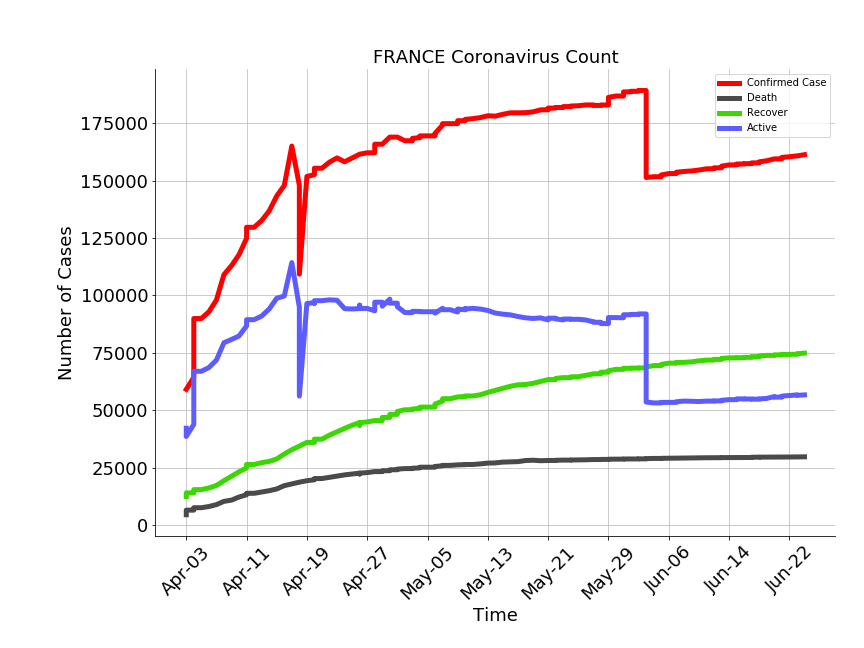 FRANCE Coronavirus Count
Confirmed Case
Death
Recover
Active
Number of Cases
175000
150000
125000
100000
75000
50000
25000
0
Apr-03 Apr-11 Apr-19 Apr-27 May-05 May-13 May-21 May-29 Jun-06 Jun-14 Jun-22
Time